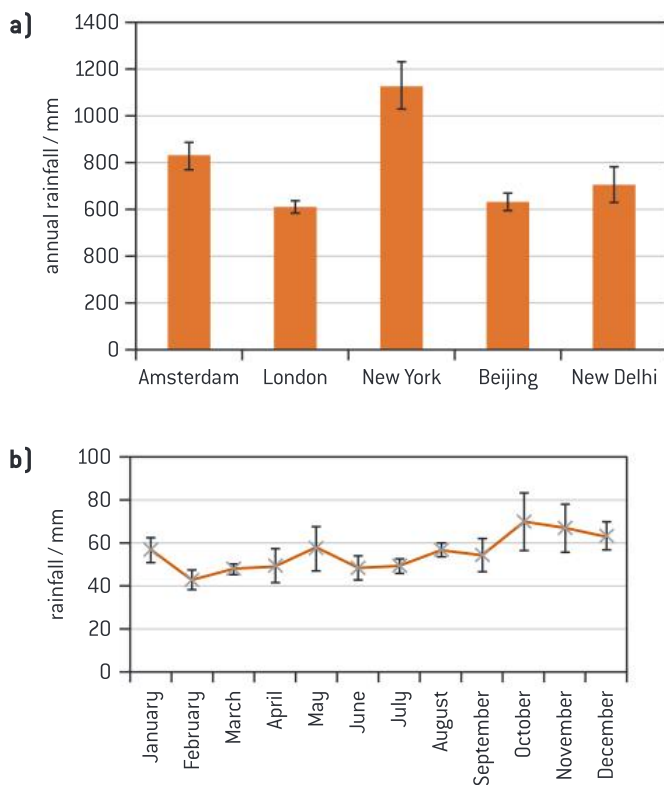 a)
annual rainfall / mm
1400
1200
1000
800
600
800
200
0
Amsterdam London New York Beijing New Delhi
b)
rainfall / mm
100
80
60
40
20
0
January February March April May June July August September October November December